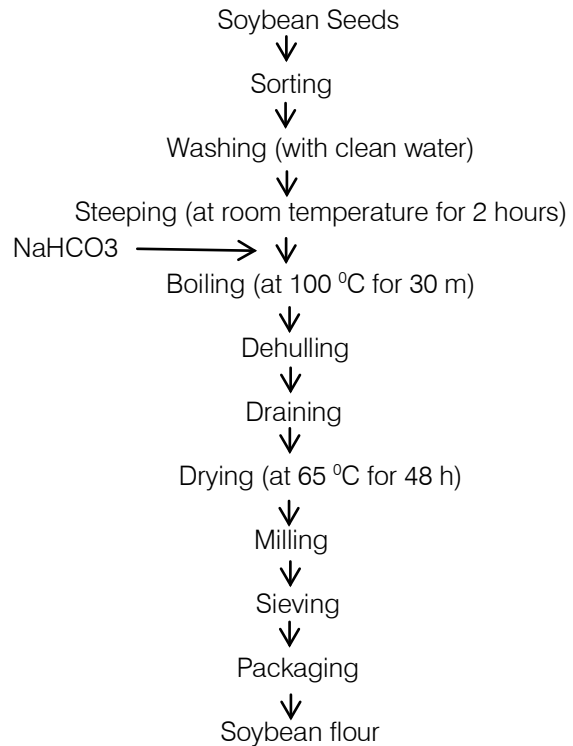 Soybean Seeds
Sorting
Washing (with clean water)
Steeping (at room temperature for 2 hours)
NaHCO3
Boiling (at 100 ⁰C for 30 m)
Dehulling
Draining
Drying (at 65 ⁰C for 48 h)
Milling
Sieving
Packaging
Soybean flour